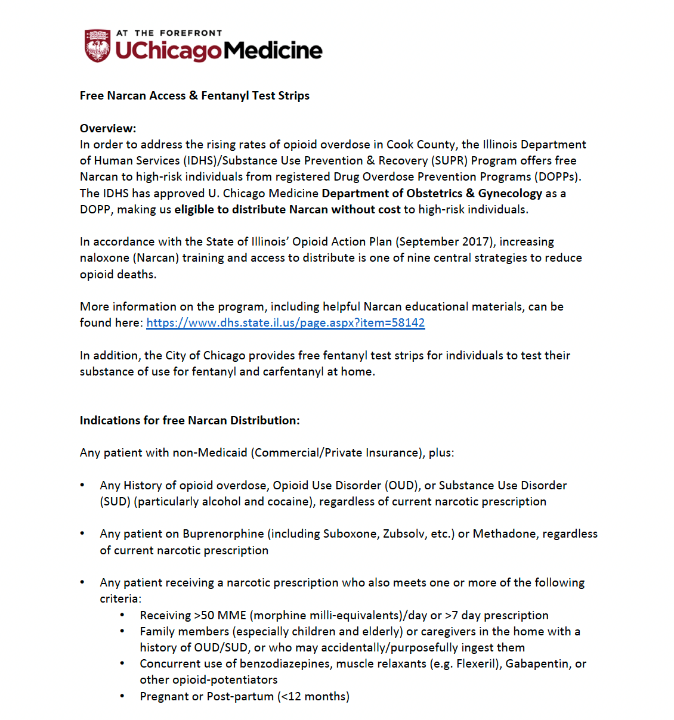 AT THE FOREFRONT
UChicago Medicine
Free Narcan Access & Fentanyl Test Strips
Overview:
In order to address the rising rates of opioid overdose in Cook County, the Illinois Department
of Human Services (IDHS)/Substance Use Prevention & Recovery (SUPR) Program offers free
Narcan to high-risk individuals from registered Drug Overdose Prevention Programs (DOPPs).
The IDHS has approved U. Chicago Medicine Department of Obstetrics & Gynecology as a
DOPP, making us eligible to distribute Narcan without cost to high-risk individuals.
In accordance with the State of Illinois’ Opioid Action Plan (September 2017), increasing
naloxone (Narcan) training and access to distribute is one of nine central strategies to reduce
opioid deaths.
More information on the program, including helpful Narcan educational materials, can be
found here: https://www.dhs.state.il.us/page.aspx?item=58142
In addition, the City of Chicago provides free fentanyl test strips for individuals to test their
substance of use for fentanyl and carfentanyl at home.
Indications for free Narcan Distribution:
Any patient with non-Medicaid (Commercial/Private Insurance), plus:
• Any History of opioid overdose, Opioid Use Disorder (OUD), or Substance Use Disorder
(SUD) (particularly alcohol and cocaine), regardless of current narcotic prescription
• Any patient on Buprenorphine (including Suboxone, Zubsolv, etc.) or Methadone, regardless
of current narcotic prescription
• Any patient receiving a narcotic prescription who also meets one or more of the following
criteria:
• Receiving >50 MME (morphine milli-equivalents)/day or >7 day prescription
• Family members (especially children and elderly) or caregivers in the home with a
history of OUD/SUD, or who may accidentally/purposefully ingest them
• Concurrent use of benzodiazepines, muscle relaxants (e.g. Flexeril), Gabapentin, or
other opioid-potentiators
• Pregnant or Post-partum (<12 months)